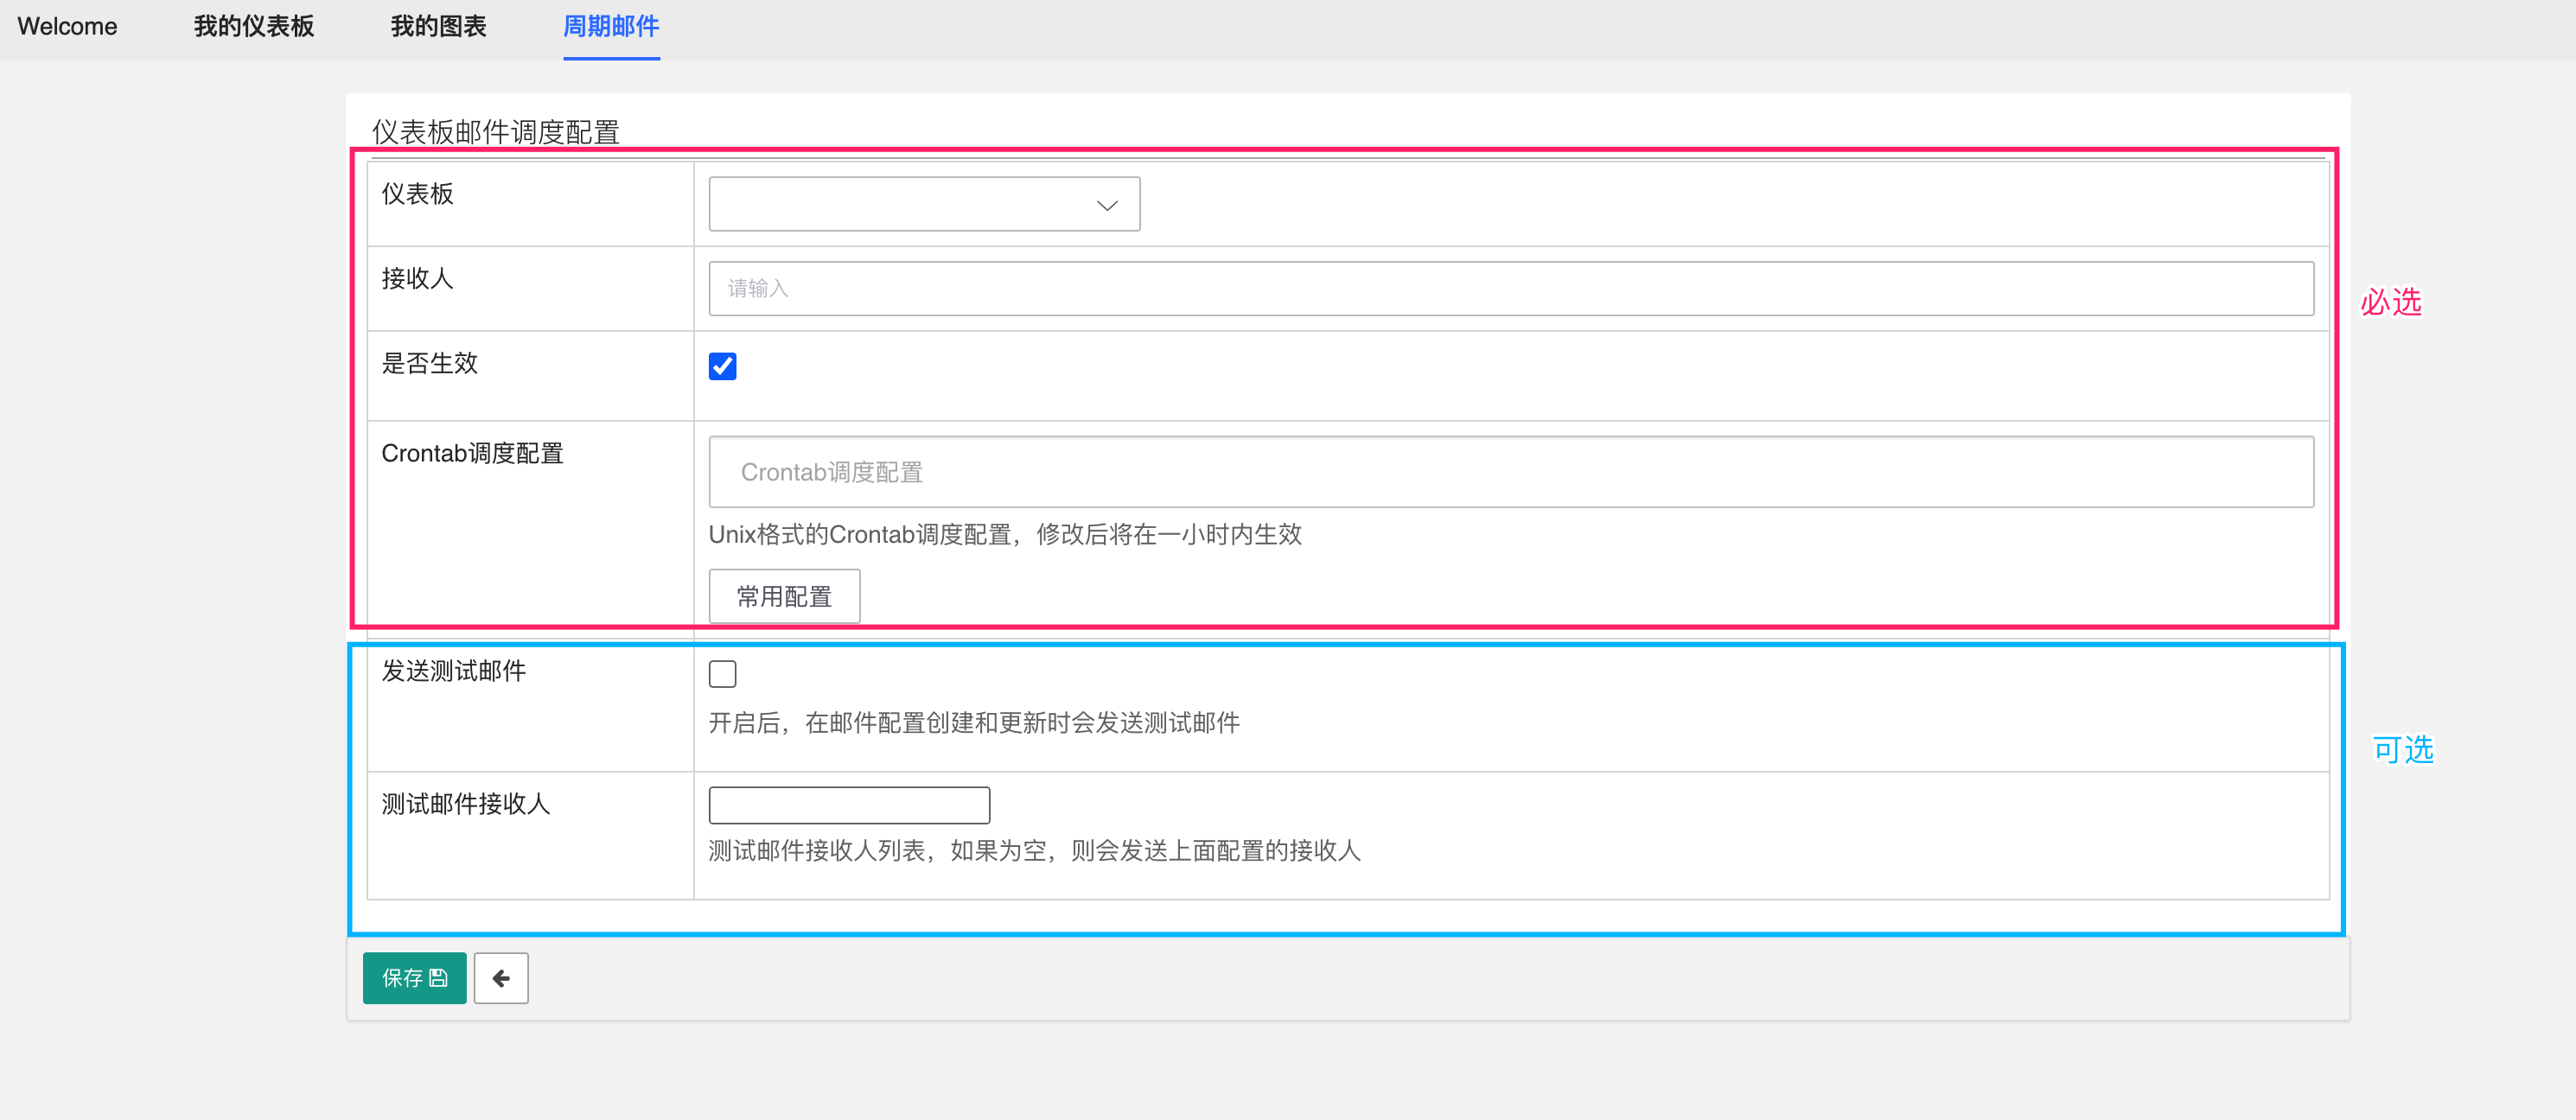 Welcome 我的仪表板 我的图表 周期邮件
仪表板邮件调度配置
仪表板
接收人
请输入
必选
是否生效
Crontab调度配置
Crontab调度配置
Unix格式的Crontab调度配置，修改后将在一小时内生效
常用配置
发送测试邮件
开启后，在邮件配置创建和更新时会发送测试邮件
可选
测试邮件接收人
测试邮件接收人列表，如果为空，则会发送上面配置的接收人
保存